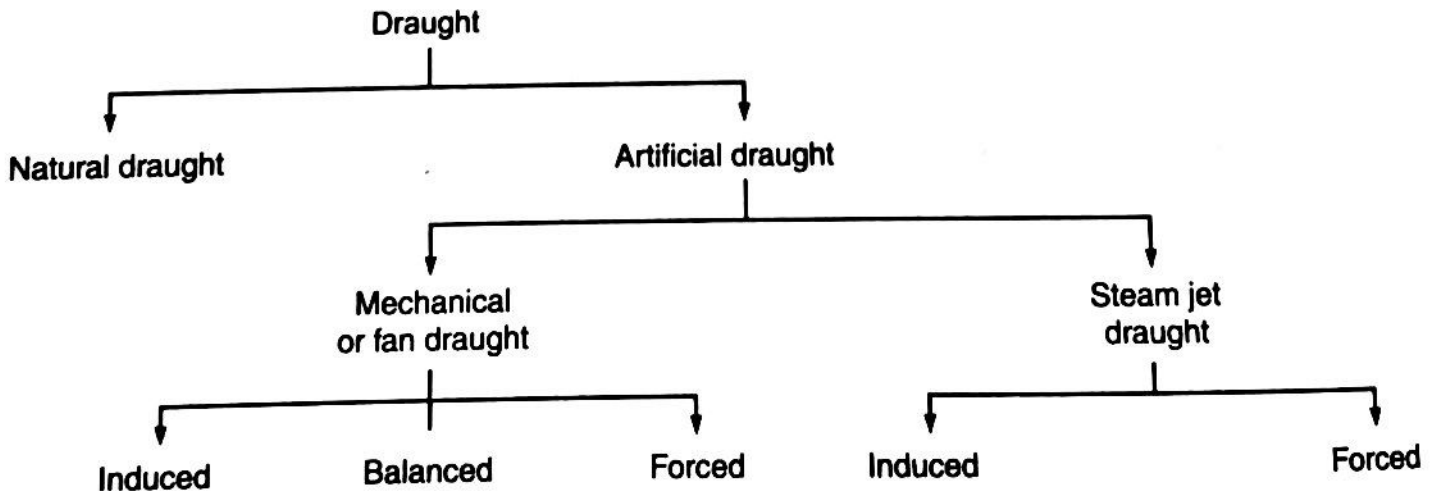 Draught
Natural draught
Artificial draught
Mechanical
or fan draught
Steam jet
draught
Induced
Balanced
Forced
Induced
Forced